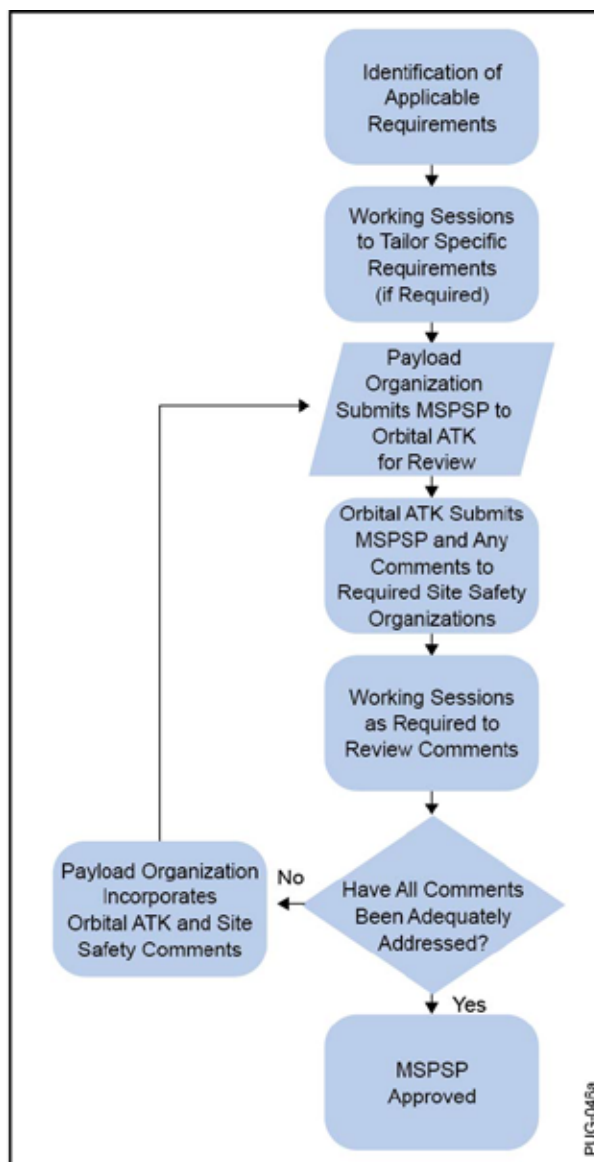 Identification of
Applicable
Requirements
Working Sessions
to Tailor Specific
Requirements
(if Required)
Payload
Organization
Submits MSPSP to
Orbital ATK
for Review
Orbital ATK Submits
MSPSP and Any
Comments to
Required Site Safety
Organizations
Working Sessions
as Required to
Review Comments
Have All Comments
Been Adequately
Addressed?
No
Payload Organization
Incorporates
Orbital ATK and Site
Safety Comments
Yes
MSPSP
Approved
PUG-046a